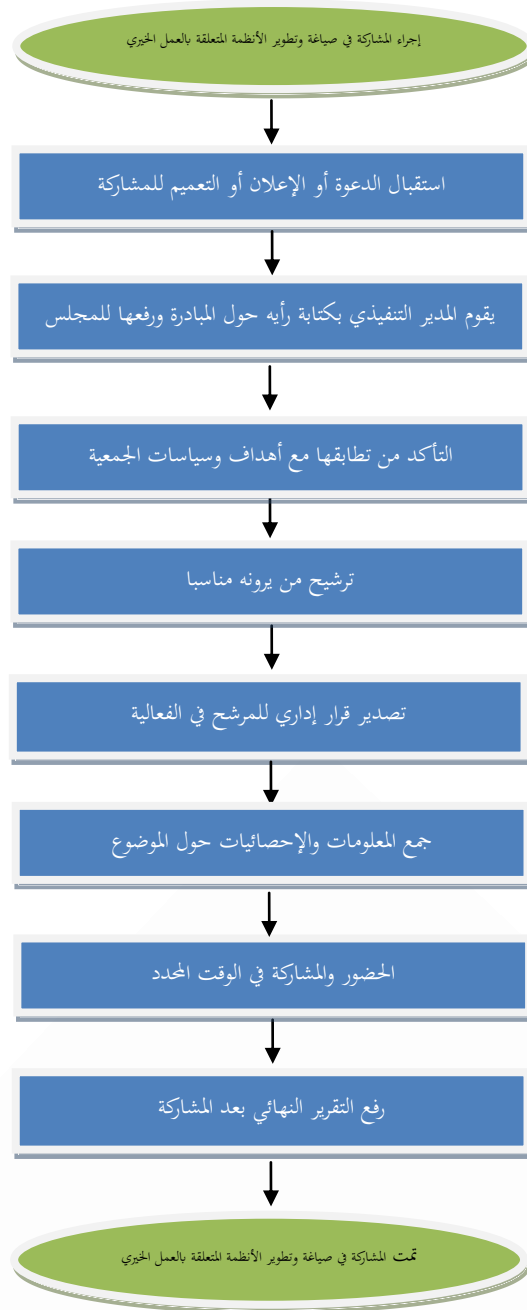 إجراء المشاركة في صياغة وتطوير الأنظمة المتعلقة بالعمل الخيري
استقبال الدعوة أو الإعلان أو التعميم للمشاركة
يقوم المدير التنفيذي بكتابة رأيه حول المبادرة ورفعها للمجلس
التأكد من تطابقها مع أهداف وسياسات الجمعية
ترشيح من يرونه مناسبا
تصدير قرار إداري للمرشح في الفعالية
جمع المعلومات والإحصائيات حول الموضوع
الحضور والمشاركة في الوقت المحدد
رفع التقرير النهائي بعد المشاركة
تمت المشاركة في صياغة وتطوير الأنظمة المتعلقة بالعمل الخيري